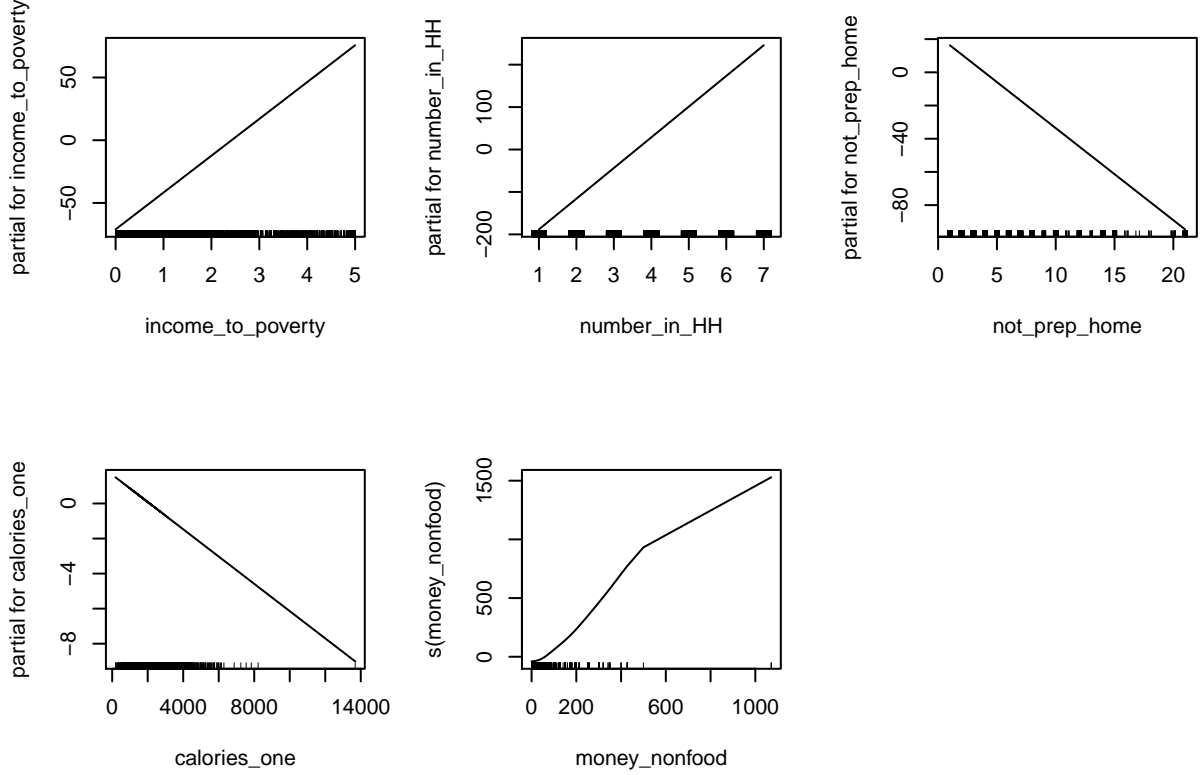 partial for income_to_poverty
50
0
−50
0 1 2 3 4 5
income_to_poverty
partial for number_in_HH
100
0
−200
1 2 3 4 5 6 7
number_in_HH
partial for not_prep_home
0
−40
−80
0 5 10 15 20
not_prep_home
partial for calories_one
0
−4
−8
0 4000 8000 14000
calories_one
s(money_nonfood)
1500
500
0
0 200 600 1000
money_nonfood